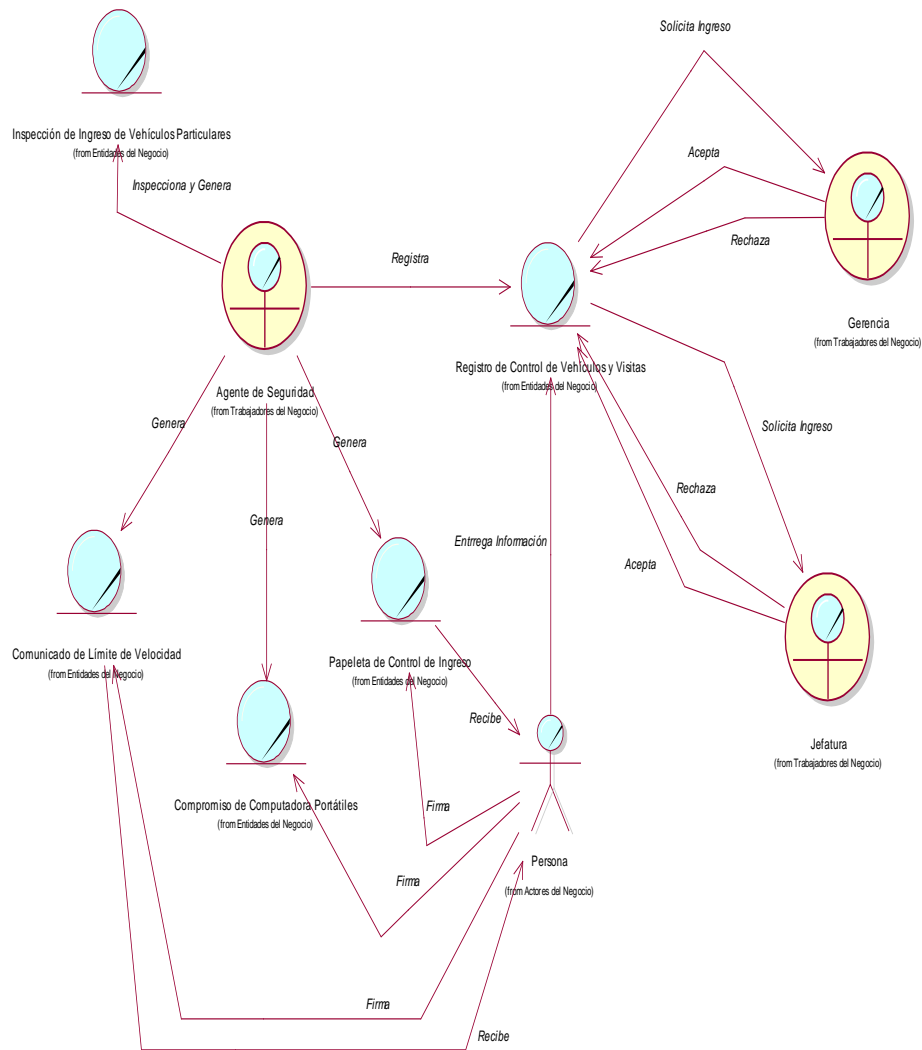 Solicita Ingreso
Inspección de Ingreso de Vehículos Particulares
(from Entidades del Negocio)
Acepta
Inspecciona y Genera
Rechaza
Registra
Gerencia
(from Trabajadores del Negocio)
Registro de Control de Vehículos y Visitas
(from Entidades del Negocio)
Agente de Seguridad
(from Trabajadores del Negocio)
Genera
Genera
Solicita Ingreso
Rechaza
Genera
Entrrega Información
Acepta
Comunicado de Límite de Velocidad
(from Entidades del Negocio)
Papeleta de Control de Ingreso
(from Entidades del Negocio)
Recibe
Jefatura
(from Trabajadores del Negocio)
Compromiso de Computadora Portátiles
(from Entidades del Negocio)
Firma
Persona
(from Actores del Negocio)
Firma
Firma
Recibe